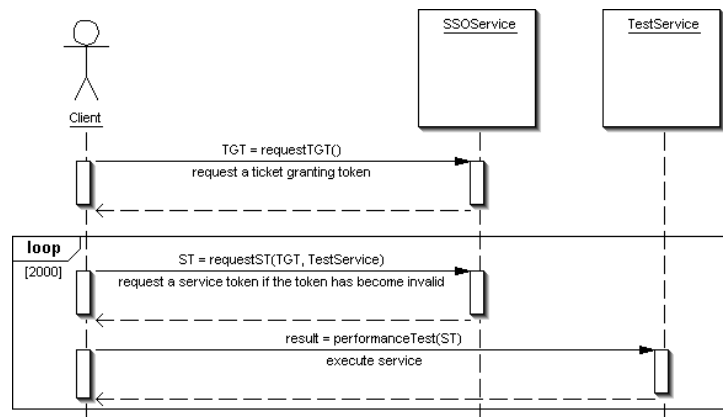 SSOService
TestService
Client
TGT = requestTGT()
request a ticket granting token
loop
[2000]
ST = requestST(TGT, TestService)
request a service token if the token has become invalid
result = performanceTest(ST)
execute service